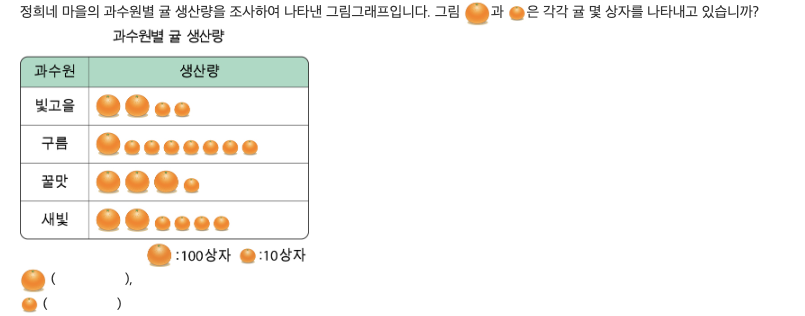 정희네 마을의 과수원별 귤 생산량을 조사하여 나타낸 그림그래프입니다. 그림 과 은 각각 귤 몇 상자를 나타내고 있습니까?
과수원별 귤 생산량
과수원 생산량
빛고을
구름
꿀맛
새빛
:100상자 :10상자
( ),
( )